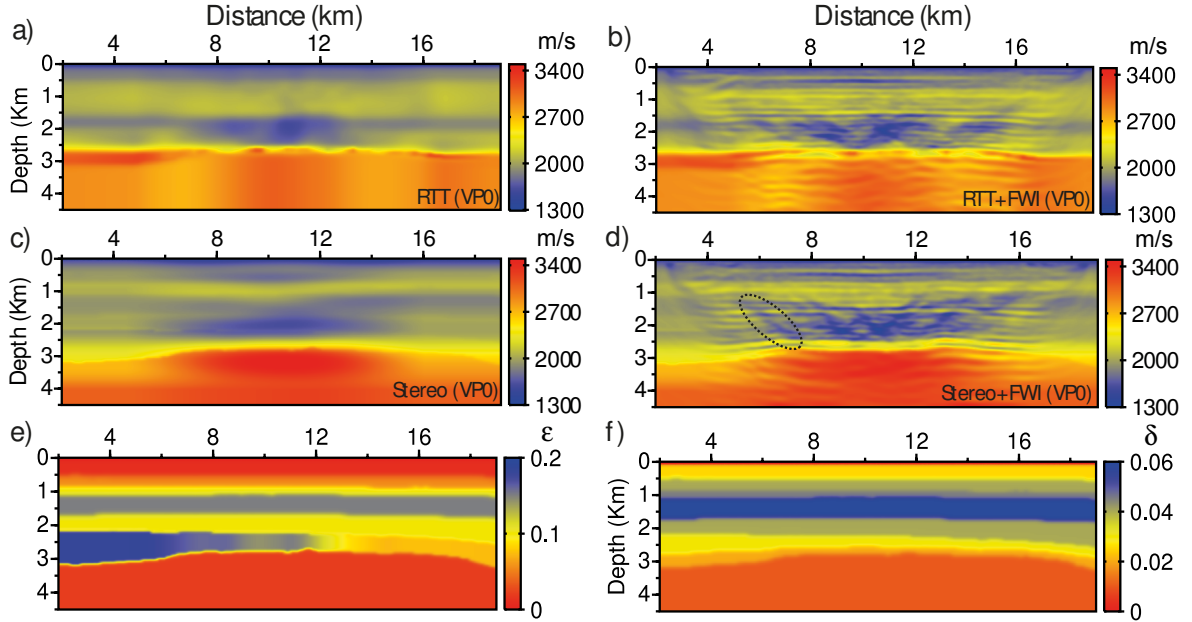 Distance (km)
Distance (km)
a)
4 8 12 16
m/s
b)
4 8 12 16
m/s
0
1
2
3
4
Depth (Km)
RTT (VP0)
3400
2700
2000
1300
0
1
2
3
4
RTT+FWI (VP0)
3400
2700
2000
1300
c)
4 8 12 16
m/s
d)
4 8 12 16
m/s
0
1
2
3
4
Depth (Km)
Stereo (VP0)
3400
2700
2000
1300
0
1
2
3
4
Stereo+FWI (VP0)
3400
2700
2000
1300
e)
4 8 12 16
ε
f)
4 8 12 16
δ
0
1
2
3
4
0.2
0.1
0
Depth (Km)
0
1
2
3
4
0.06
0.04
0.02
0